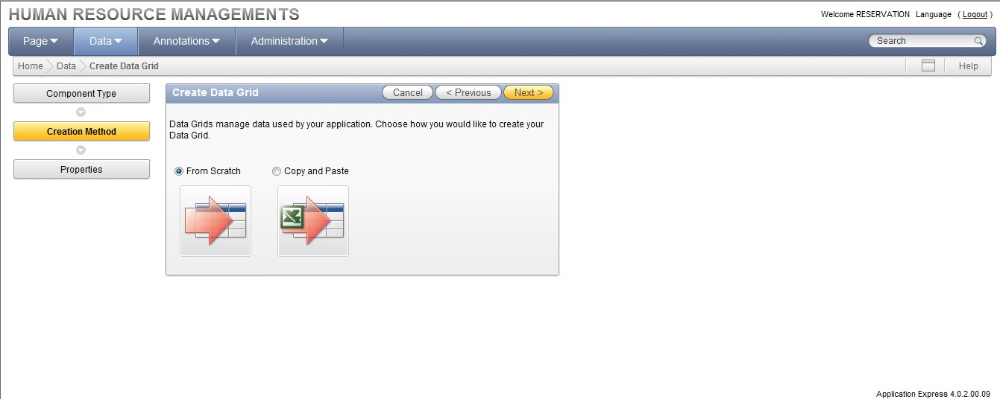 HUMAN RESOURCE MANAGEMENTS
Welcome RESERVATION Language ( Logout )
Page Data Annotations Administration Search
Home Data Create Data Grid Help
Component Type
Creation Method
Properties
Create Data Grid Cancel < Previous Next >
Data Grids manage data used by your application. Choose how you would like to create your
Data Grid.
From Scratch Copy and Paste
Application Express 4.0.2.00.09